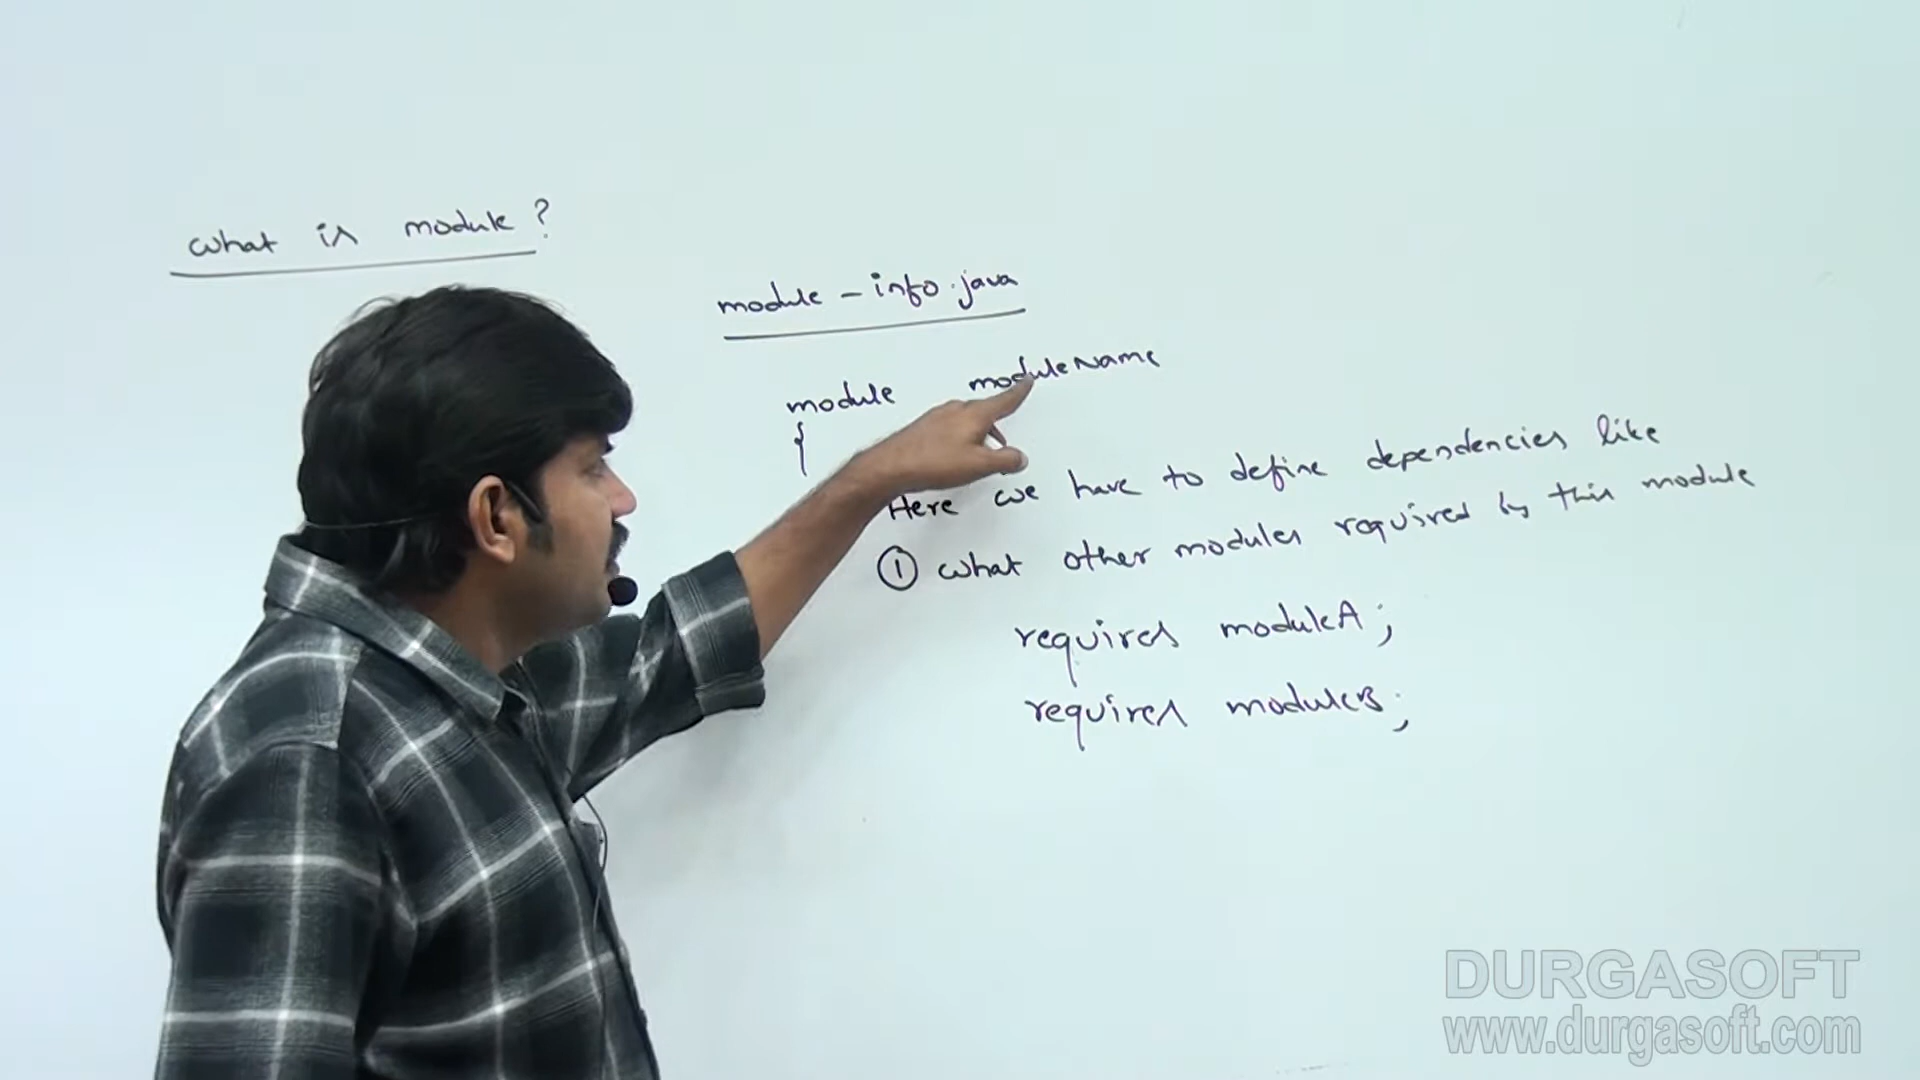 What is module?
module - info.java
module moduleName
{
Here we have to define dependencies like
① What other modules required by this module
requires moduleA;
requires moduleB;
DURGASOFT
www.durgasoft.com